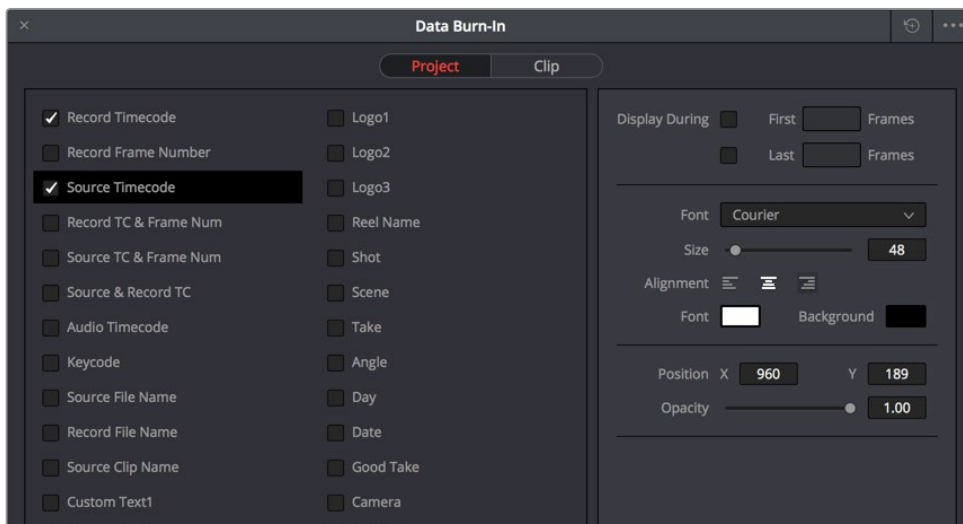 Data Burn-In
Project Clip
Record Timecode
Record Frame Number
Source Timecode
Record TC & Frame Num
Source TC & Frame Num
Source & Record TC
Audio Timecode
Keycode
Source File Name
Record File Name
Source Clip Name
Custom Text1
Logo1
Logo2
Logo3
Reel Name
Shot
Scene
Take
Angle
Day
Date
Good Take
Camera
Display During First Frames
Last Frames
Font Courier
Size 48
Alignment
Font Background
Position X 960 Y 189
Opacity 1.00